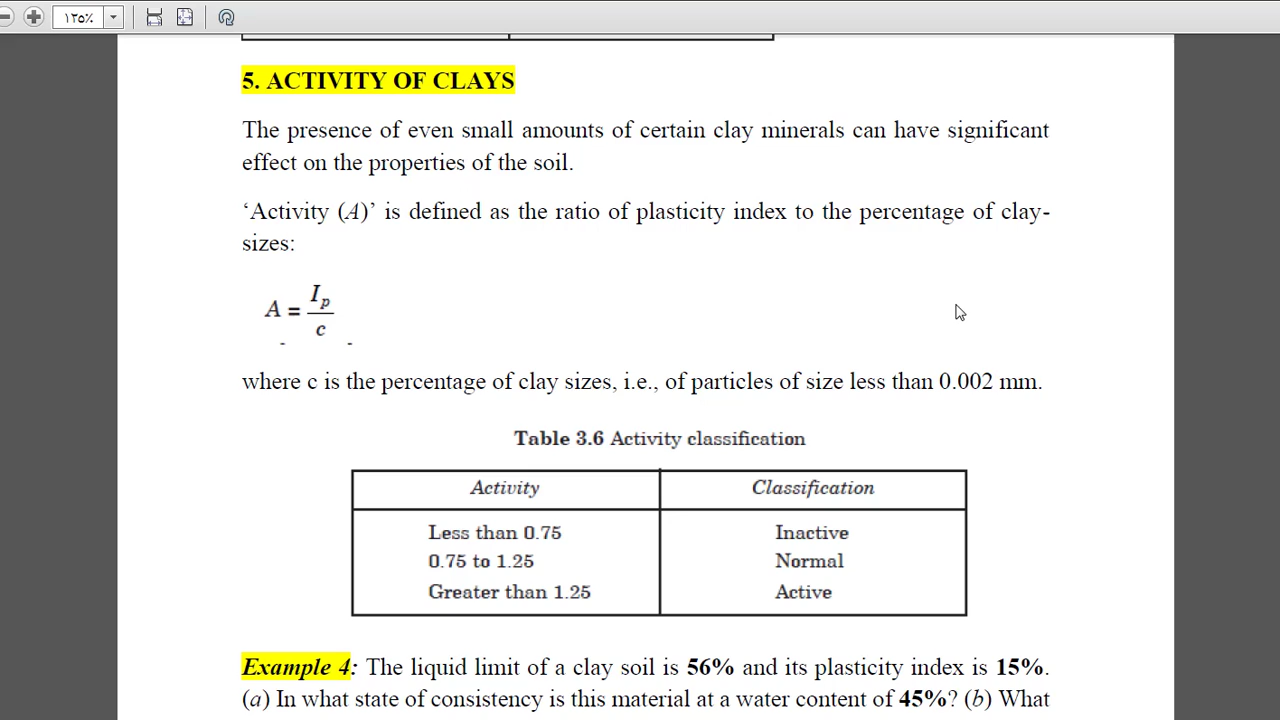 ١٢٥%
5. ACTIVITY OF CLAYS
The presence of even small amounts of certain clay minerals can have significant
effect on the properties of the soil.
‘Activity (A)’ is defined as the ratio of plasticity index to the percentage of clay-
sizes:
A = Ip / c
where c is the percentage of clay sizes, i.e., of particles of size less than 0.002 mm.
Table 3.6 Activity classification
Activity Classification
Less than 0.75 Inactive
0.75 to 1.25 Normal
Greater than 1.25 Active
Example 4: The liquid limit of a clay soil is 56% and its plasticity index is 15%.
(a) In what state of consistency is this material at a water content of 45%? (b) What